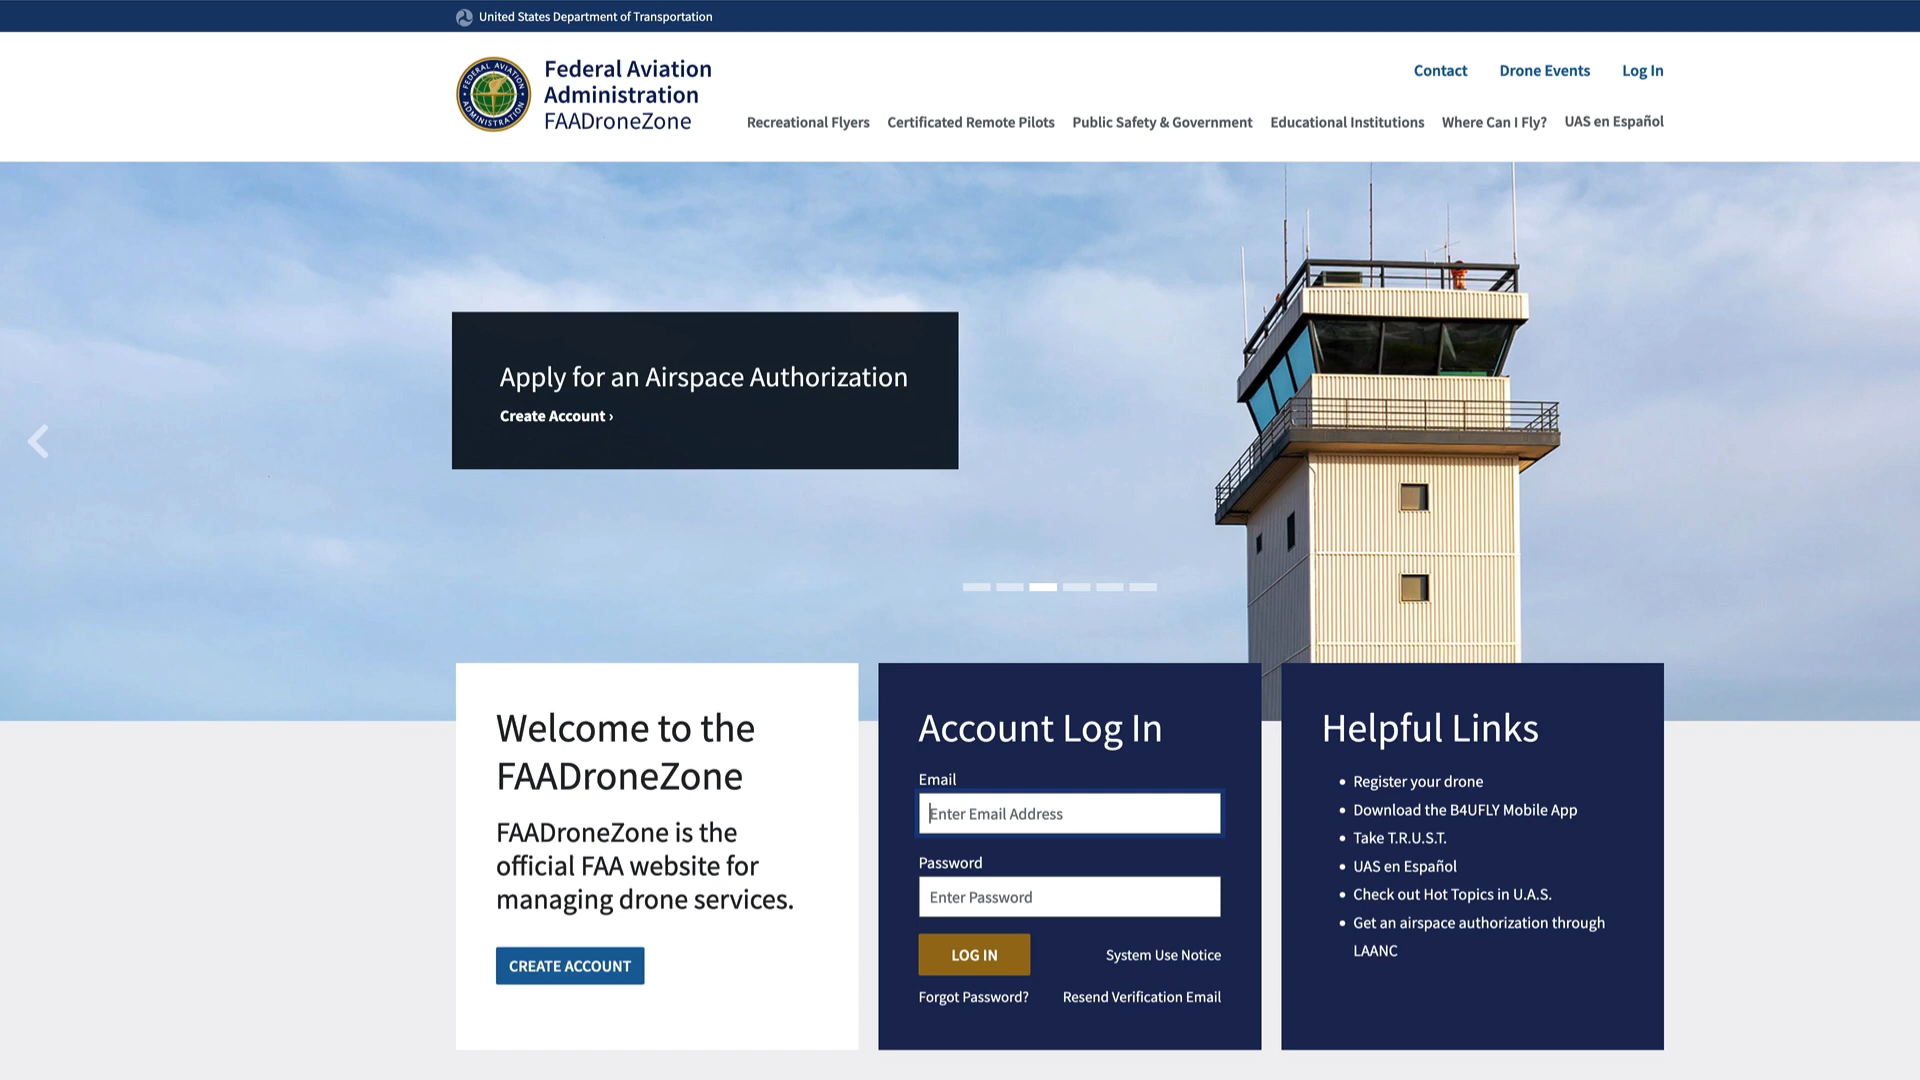 United States Department of Transportation
FEDERAL AVIATION
ADMINISTRATION
Federal Aviation
Administration
FAADroneZone
Contact
Drone Events
Log In
Recreational Flyers
Certificated Remote Pilots
Public Safety & Government
Educational Institutions
Where Can I Fly?
UAS en Español
Apply for an Airspace Authorization
Create Account ›
Welcome to the
FAADroneZone
FAADroneZone is the
official FAA website for
managing drone services.
CREATE ACCOUNT
Account Log In
Email
Enter Email Address
Password
Enter Password
LOG IN
System Use Notice
Forgot Password?
Resend Verification Email
Helpful Links
Register your drone
Download the B4UFLY Mobile App
Take T.R.U.S.T.
UAS en Español
Check out Hot Topics in U.A.S.
Get an airspace authorization through
LAANC